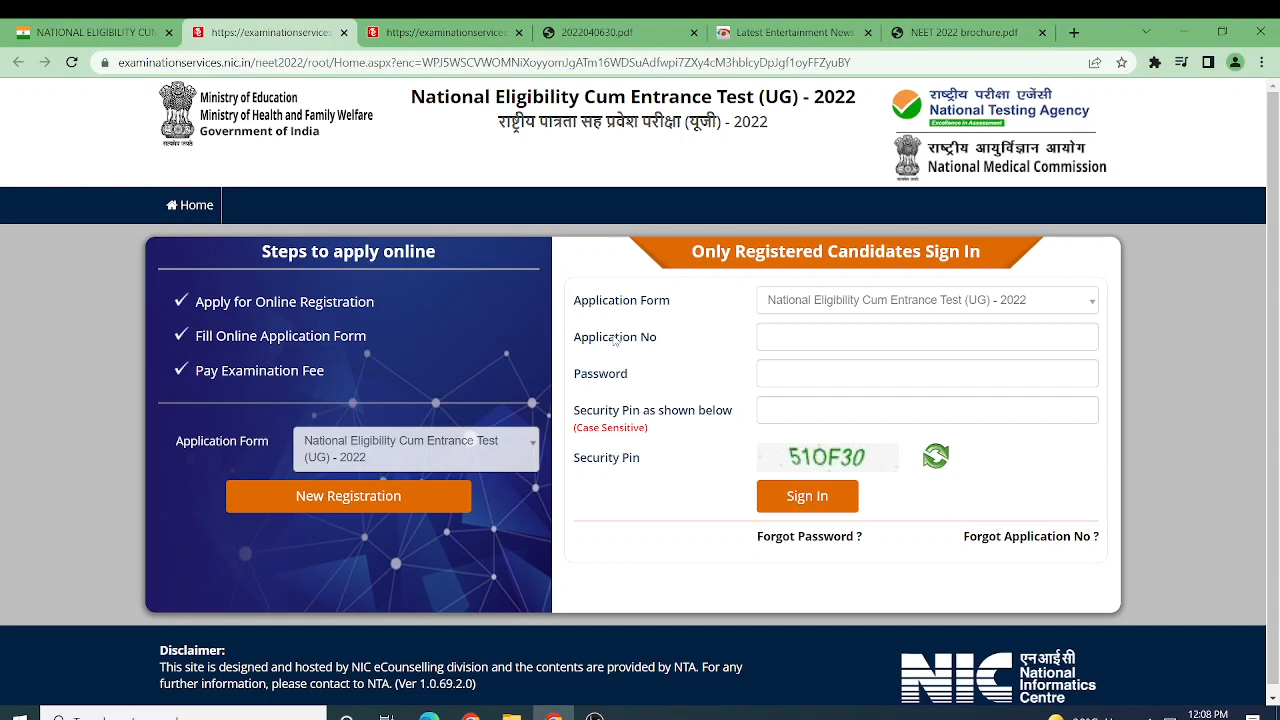 NATIONAL ELIGIBILITY CUM
https://examinationservices
https://examinationservices
2022040630.pdf
Latest Entertainment News
NEET 2022 brochure.pdf
examinationservices.nic.in/neet2022/root/Home.aspx?enc=WPJ5WSCVWOMNiXoyyomJgATm16WDSuAdfwpi7ZXy4cM3hblcyDpJgf1oyFFZyuBY
Ministry of Education
Ministry of Health and Family Welfare
Government of India
सत्यमेव जयते
National Eligibility Cum Entrance Test (UG) - 2022
राष्ट्रीय पात्रता सह प्रवेश परीक्षा (यूजी) - 2022
राष्ट्रीय परीक्षा एजेंसी
National Testing Agency
Excellence in Assessment
राष्ट्रीय आयुर्विज्ञान आयोग
National Medical Commission
Home
Steps to apply online
Apply for Online Registration
Fill Online Application Form
Pay Examination Fee
Application Form
National Eligibility Cum Entrance Test
(UG) - 2022
New Registration
Only Registered Candidates Sign In
Application Form
National Eligibility Cum Entrance Test (UG) - 2022
Application No
Password
Security Pin as shown below
(Case Sensitive)
Security Pin
510F30
Sign In
Forgot Password ?
Forgot Application No ?
Disclaimer:
This site is designed and hosted by NIC eCounselling division and the contents are provided by NTA. For any
further information, please contact to NTA. (Ver 1.0.69.2.0)
NIC
एनआईसी
National
Informatics
Centre
12:08 PM